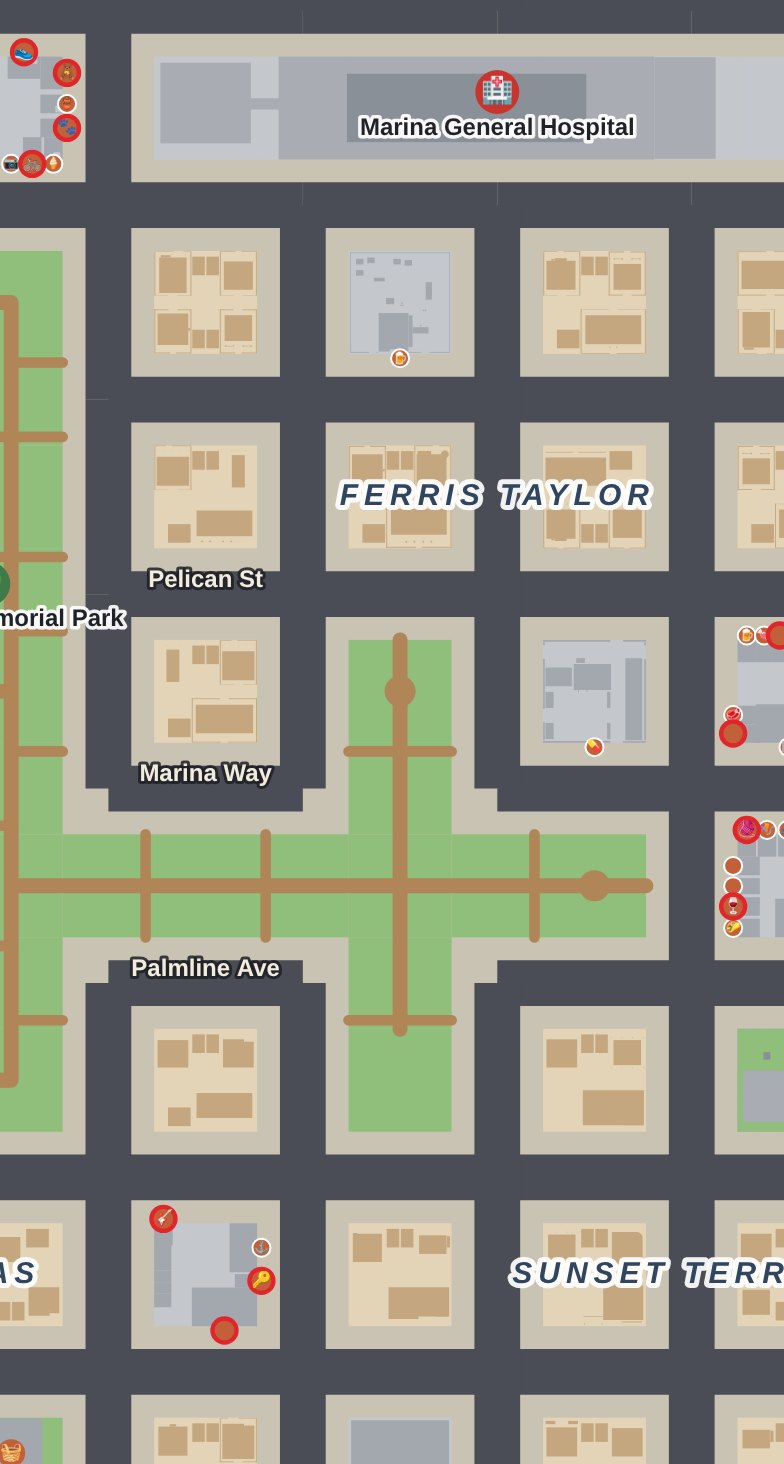 Marina General Hospital
FERRIS TAYLOR
Pelican St
morial Park
Marina Way
Palmline Ave
AS
SUNSET TERR